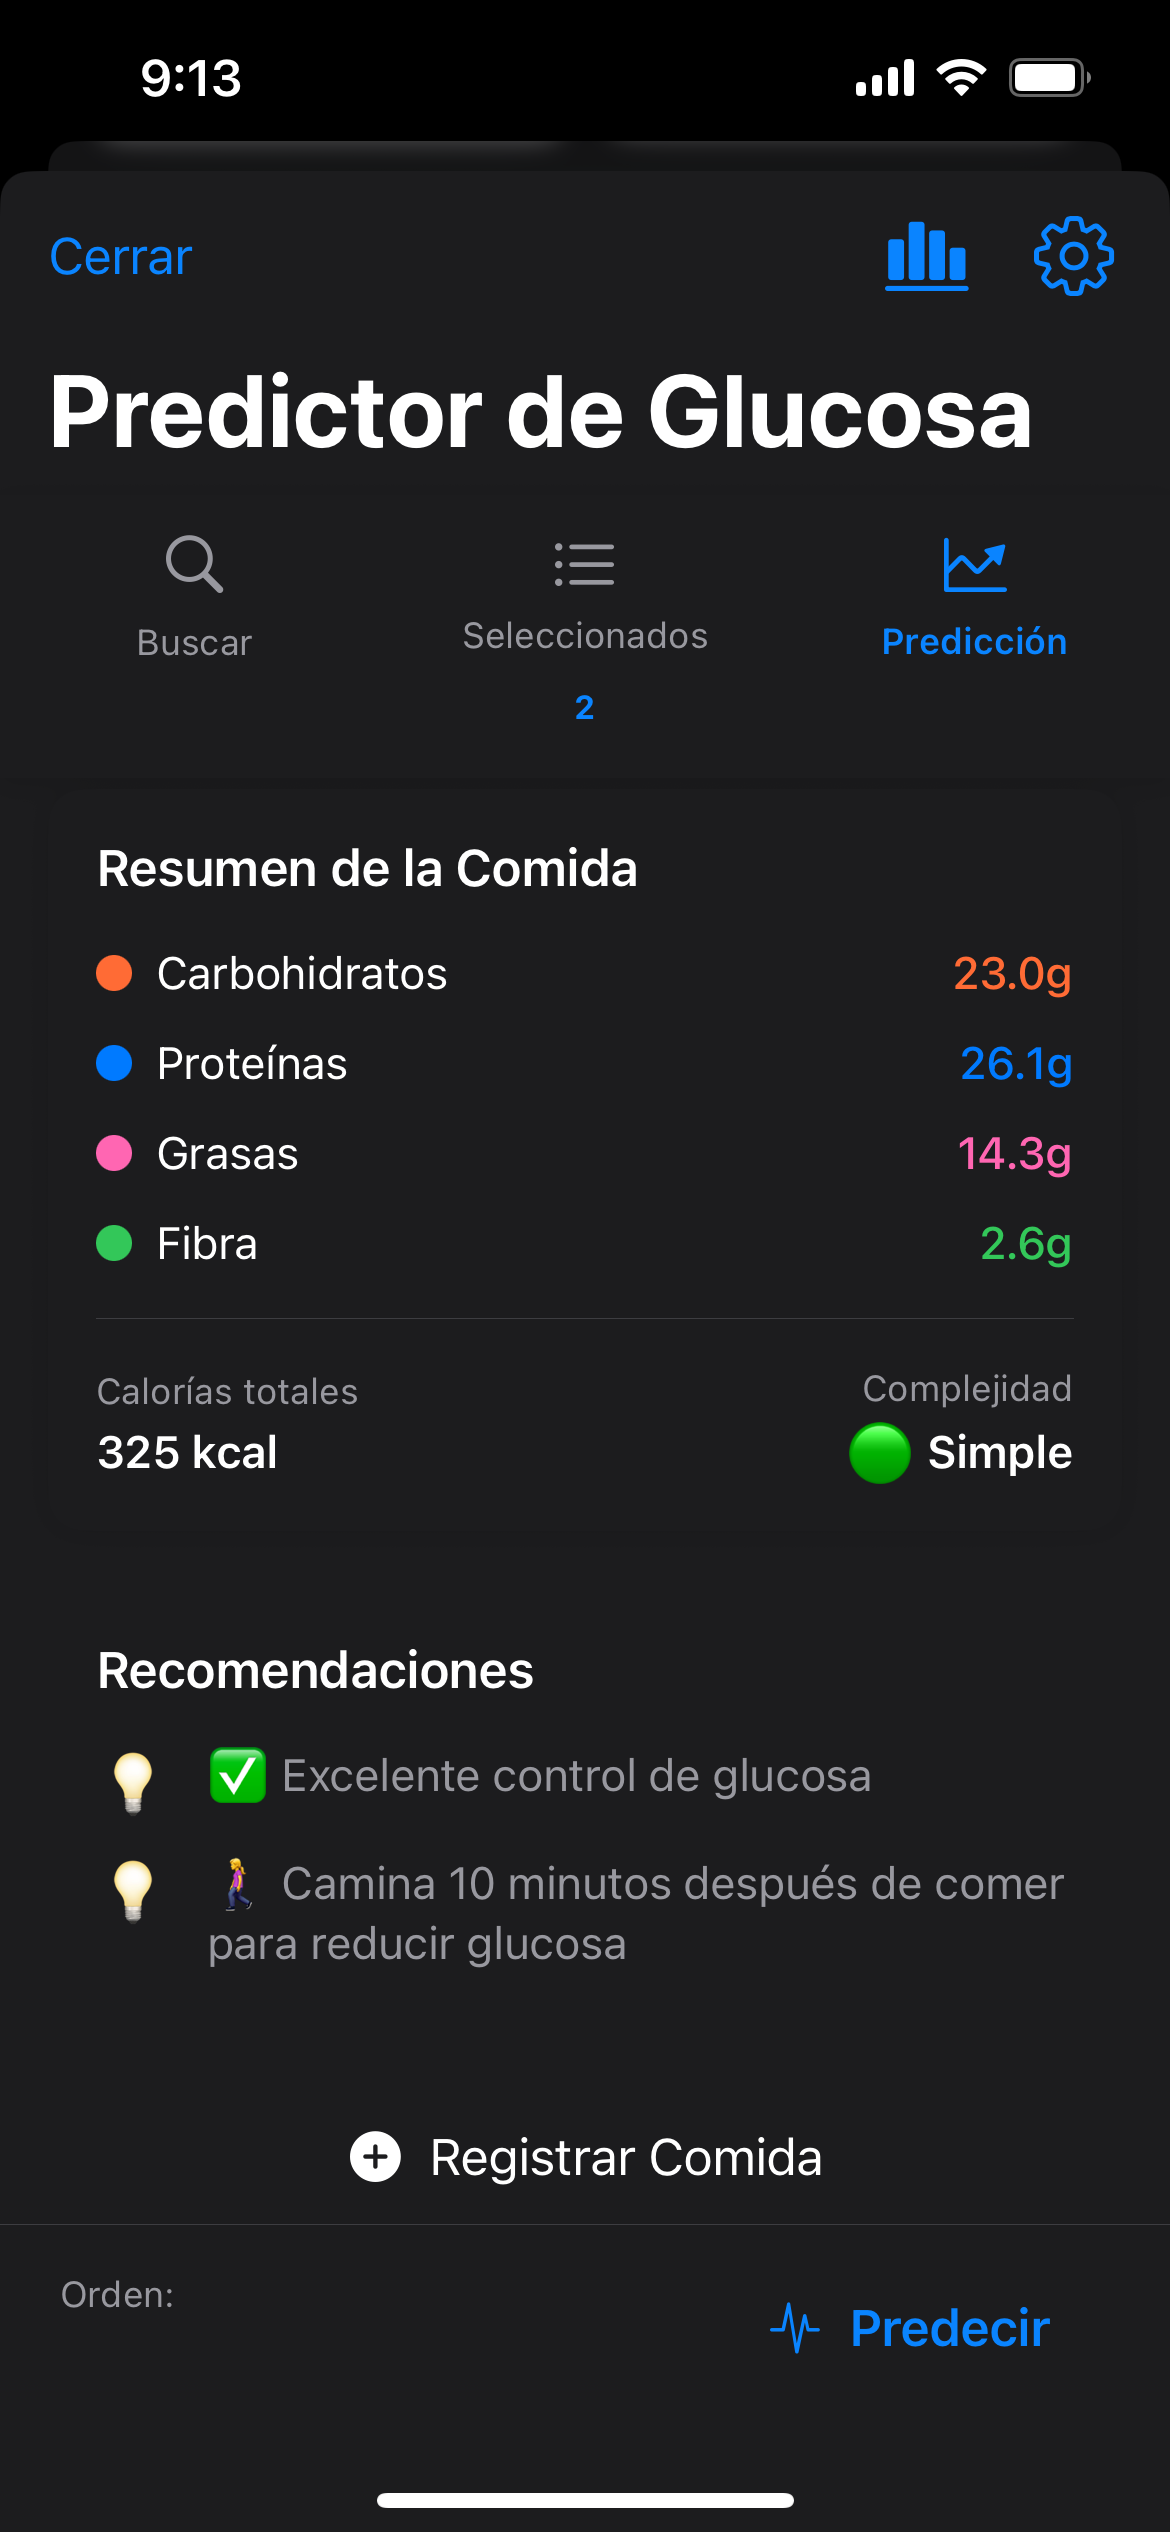 9:13
Cerrar
Predictor de Glucosa
Buscar
Seleccionados
2
Predicción
Resumen de la Comida
Carbohidratos 23.0g
Proteínas 26.1g
Grasas 14.3g
Fibra 2.6g
Calorías totales
325 kcal
Complejidad
Simple
Recomendaciones
Excelente control de glucosa
Camina 10 minutos después de comer
para reducir glucosa
Registrar Comida
Orden:
Predecir